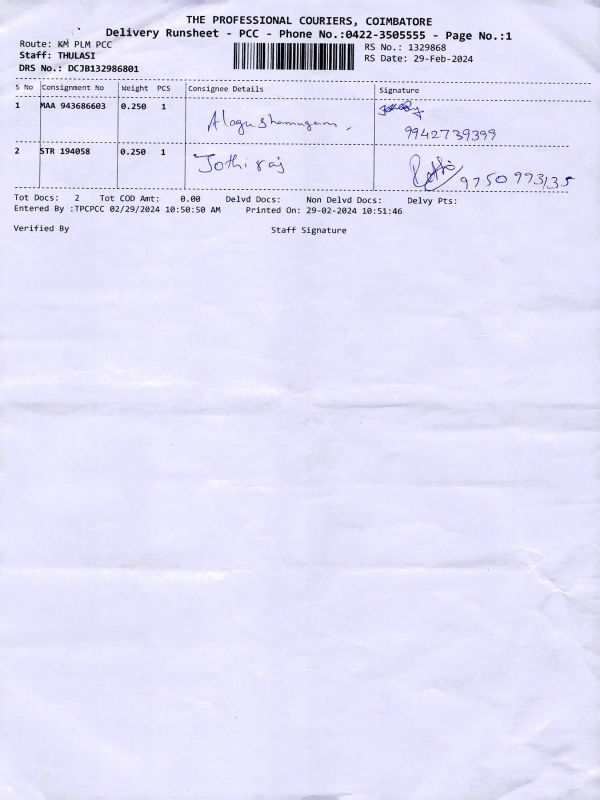 THE PROFESSIONAL COURIERS, COIMBATORE
Delivery Runsheet - PCC - Phone No.:0422-3505555 - Page No.:1
Route: KM PLM PCC
RS No.: 1329868
Staff: THULASI
RS Date: 29-Feb-2024
DRS No.: DCJB132986801
S No Consignment No Weight PCS Consignee Details Signature
1 MAA 943686603 0.250 1 Alagu Shanmugam,
9942739399
2 STR 194058 0.250 1 Jothiraj
9750993135
Tot Docs: 2 Tot COD Amt: 0.00 Delvd Docs: Non Delvd Docs: Delvy Pts:
Entered By :TPCPCC 02/29/2024 10:50:50 AM Printed On: 29-02-2024 10:51:46
Verified By Staff Signature